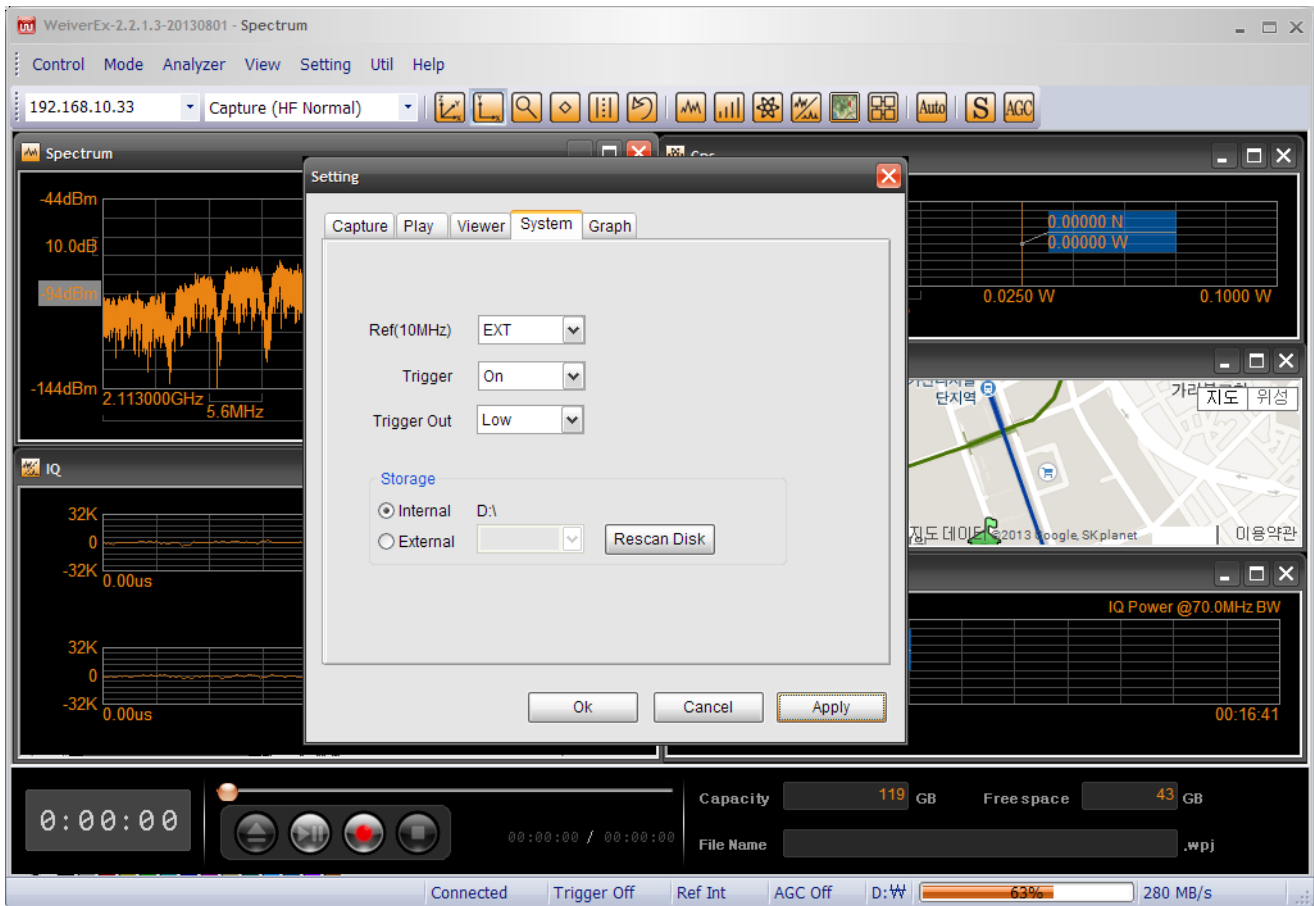 WeiverEx-2.2.1.3-20130801 - Spectrum
Control Mode Analyzer View Setting Util Help
192.168.10.33 Capture (HF Normal) Auto S AGC
Spectrum
-44dBm
10.0dB
-94dBm
-144dBm
2.113000GHz
5.6MHz
IQ
32K
0
-32K
0.00us
32K
0
-32K
0.00us
Setting
Capture Play Viewer System Graph
Ref(10MHz) EXT
Trigger On
Trigger Out Low
Storage
Internal D:\
External Rescan Disk
Ok Cancel Apply
0.00000 N
0.00000 W
0.0250 W 0.1000 W
단지역
지도 위성
지도 데이터 ©2013 Google, SK planet 이용약관
IQ Power @70.0MHz BW
00:16:41
0:00:00
00:00:00 / 00:00:00
Capacity 119 GB Free space 43 GB
File Name .wpj
Connected Trigger Off Ref Int AGC Off D:₩ 63% 280 MB/s